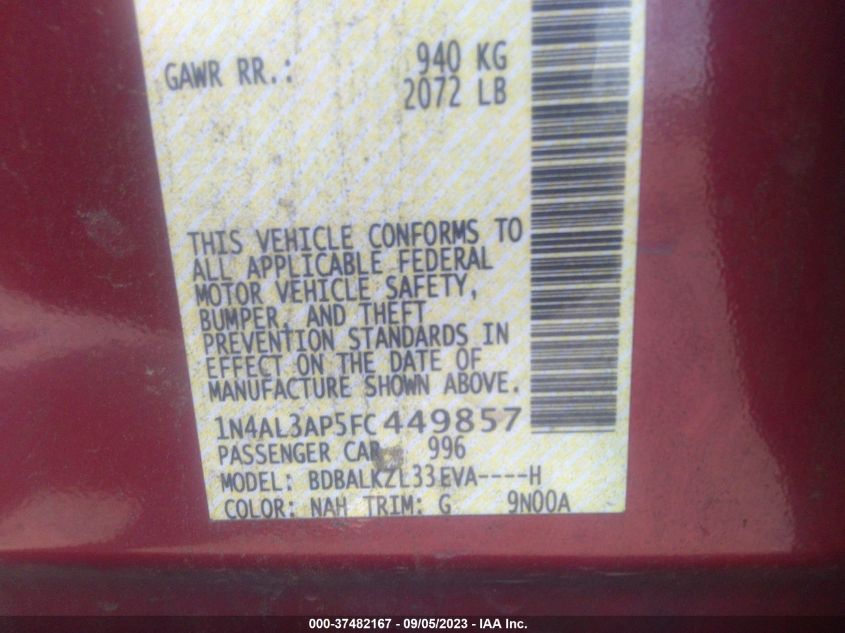 GAWR RR.: 940 KG
2072 LB
THIS VEHICLE CONFORMS TO
ALL APPLICABLE FEDERAL
MOTOR VEHICLE SAFETY,
BUMPER, AND THEFT
PREVENTION STANDARDS IN
EFFECT ON THE DATE OF
MANUFACTURE SHOWN ABOVE.
1N4AL3AP5FC449857
PASSENGER CAR 996
MODEL: BDBALKZL33EVA----H
COLOR: NAH TRIM: G 9N00A
000-37482167 - 09/05/2023 - IAA Inc.